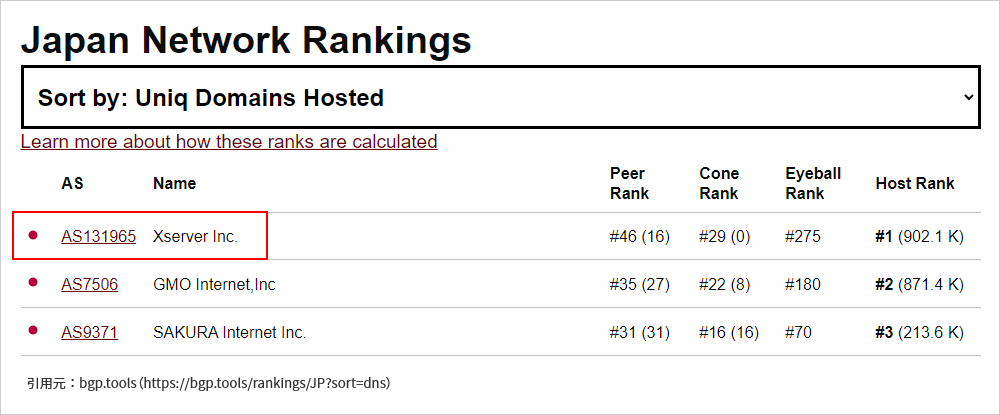 Japan Network Rankings
Sort by: Uniq Domains Hosted
Learn more about how these ranks are calculated
AS Name Peer Rank Cone Rank Eyeball Rank Host Rank
AS131965 Xserver Inc. #46 (16) #29 (0) #275 #1 (902.1 K)
AS7506 GMO Internet,Inc #35 (27) #22 (8) #180 #2 (871.4 K)
AS9371 SAKURA Internet Inc. #31 (31) #16 (16) #70 #3 (213.6 K)
引用元：bgp.tools（https://bgp.tools/rankings/JP?sort=dns）